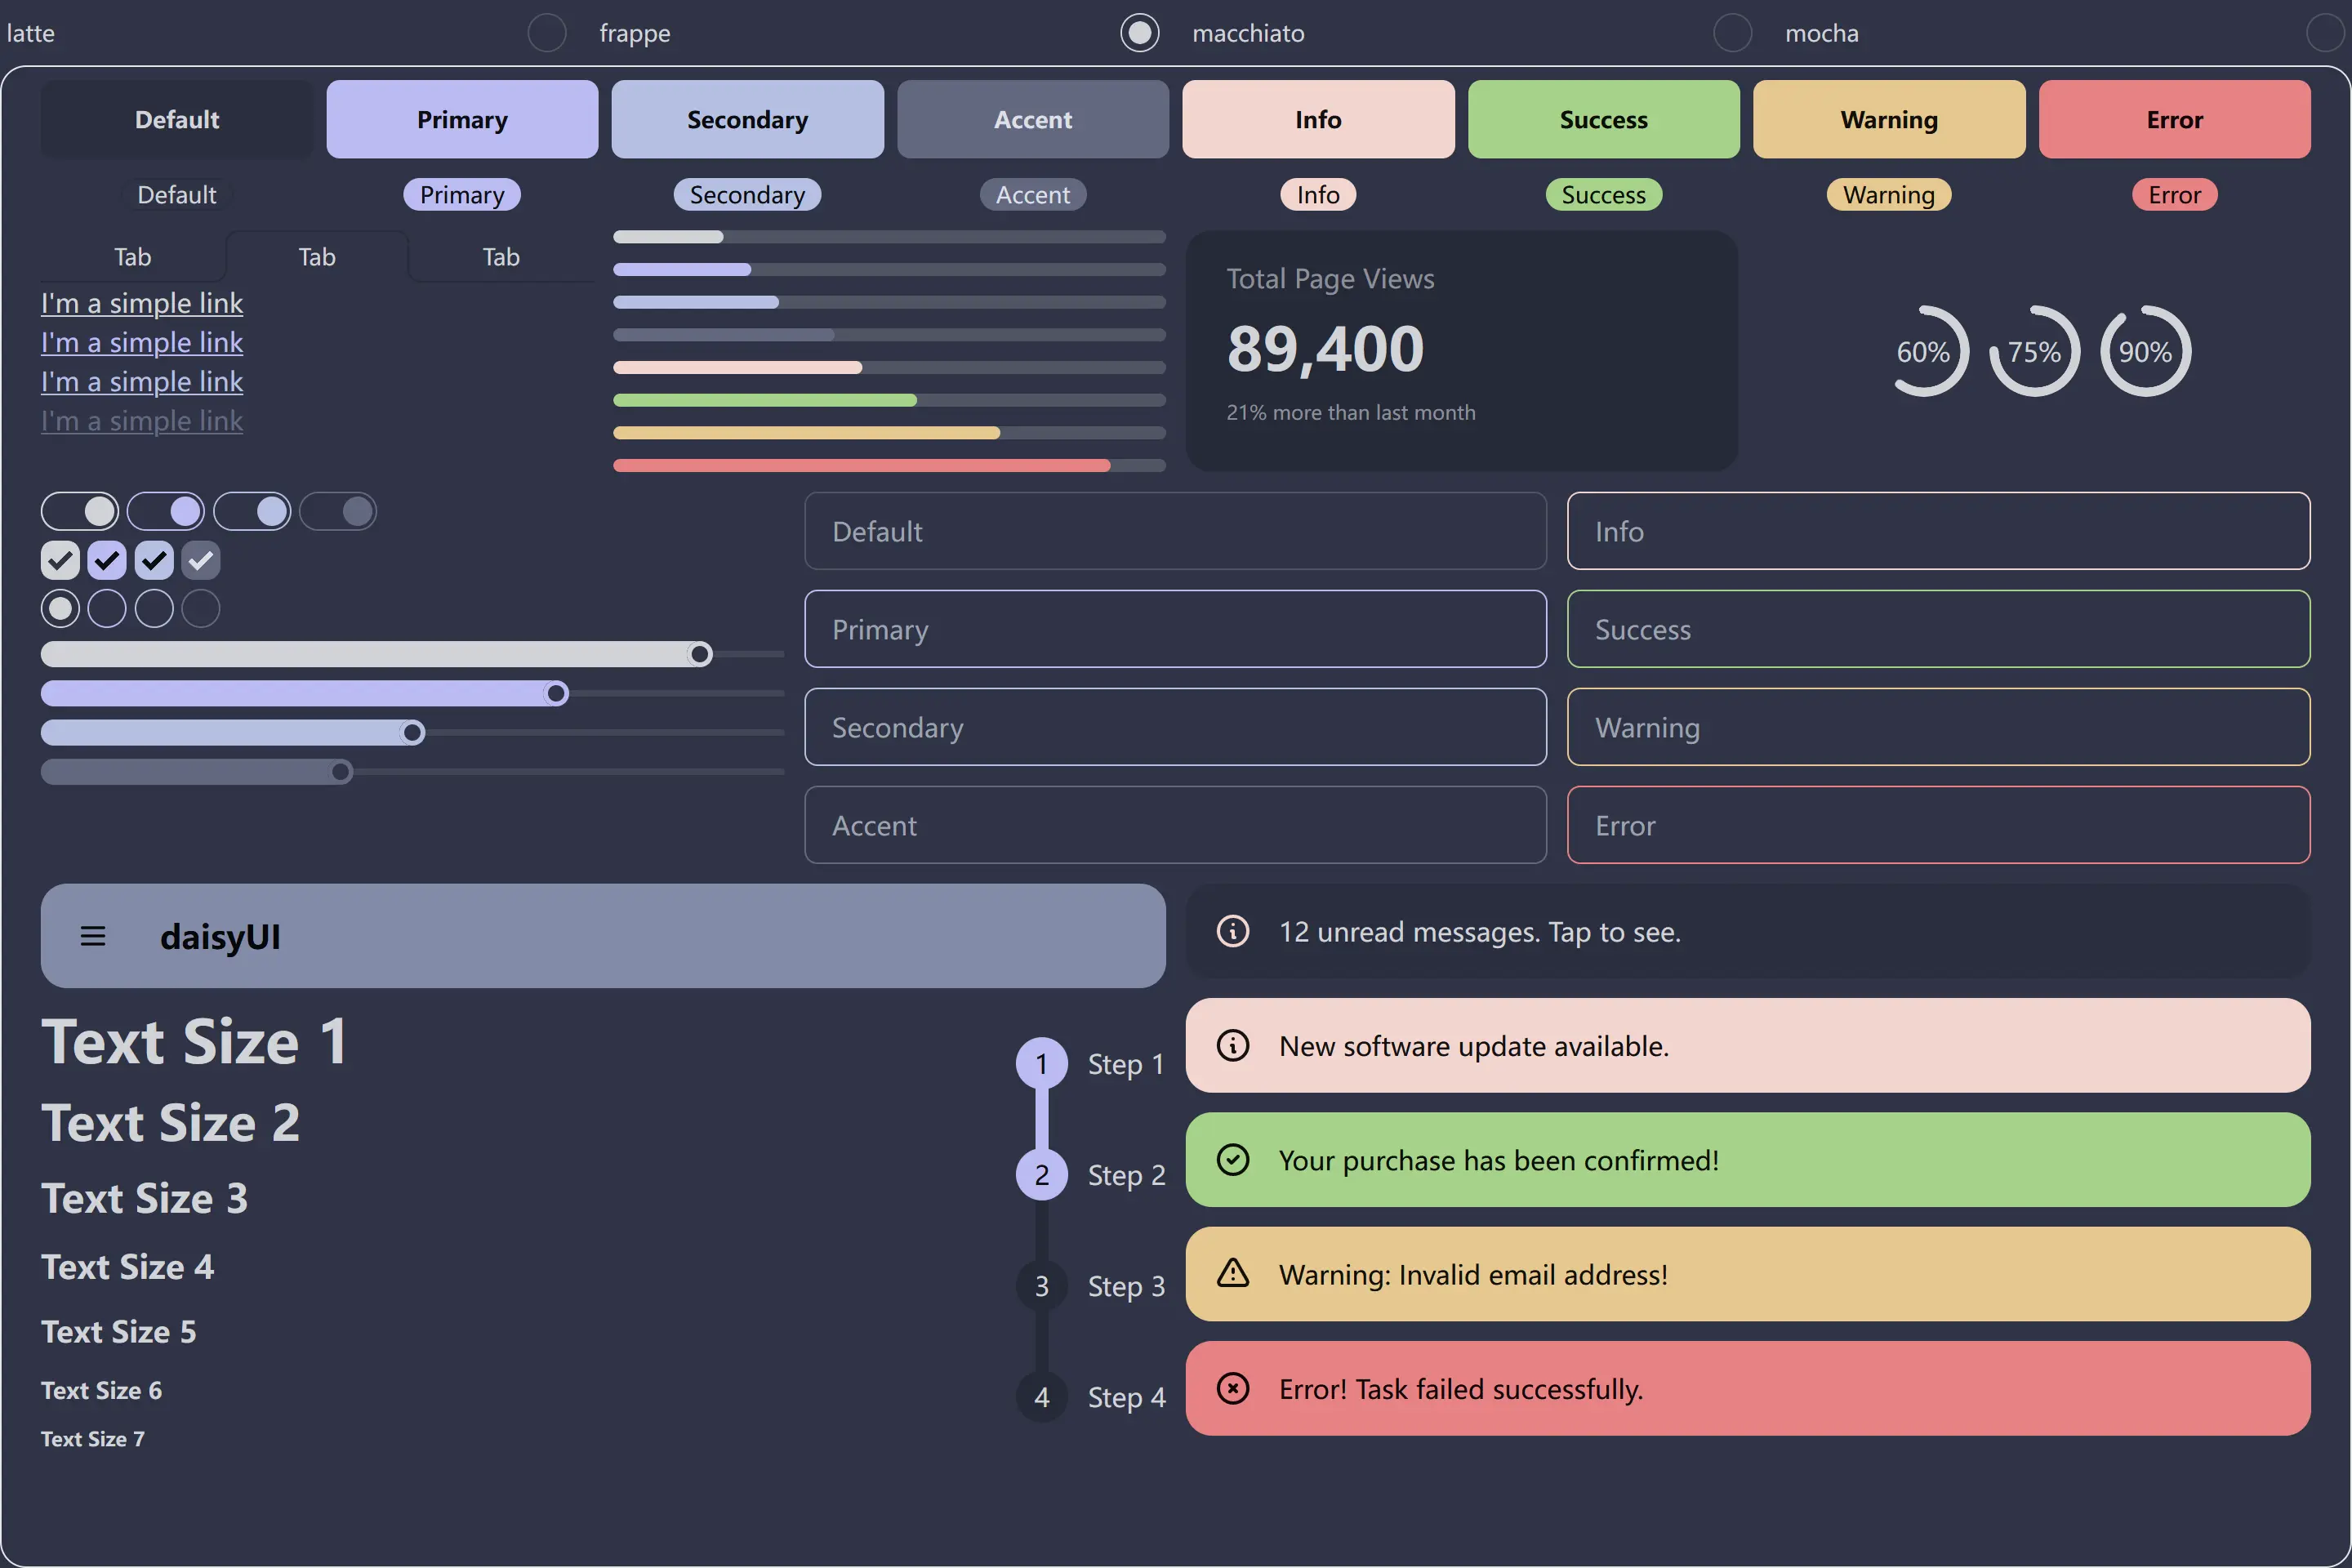 latte frappe macchiato mocha
Default Primary Secondary Accent Info Success Warning Error
Default Primary Secondary Accent Info Success Warning Error
Tab Tab Tab
I'm a simple link
I'm a simple link
I'm a simple link
I'm a simple link
Total Page Views
89,400
21% more than last month
60% 75% 90%
Default
Primary
Secondary
Accent
Info
Success
Warning
Error
daisyUI
Text Size 1
Text Size 2
Text Size 3
Text Size 4
Text Size 5
Text Size 6
Text Size 7
1 Step 1
2 Step 2
3 Step 3
4 Step 4
12 unread messages. Tap to see.
New software update available.
Your purchase has been confirmed!
Warning: Invalid email address!
Error! Task failed successfully.